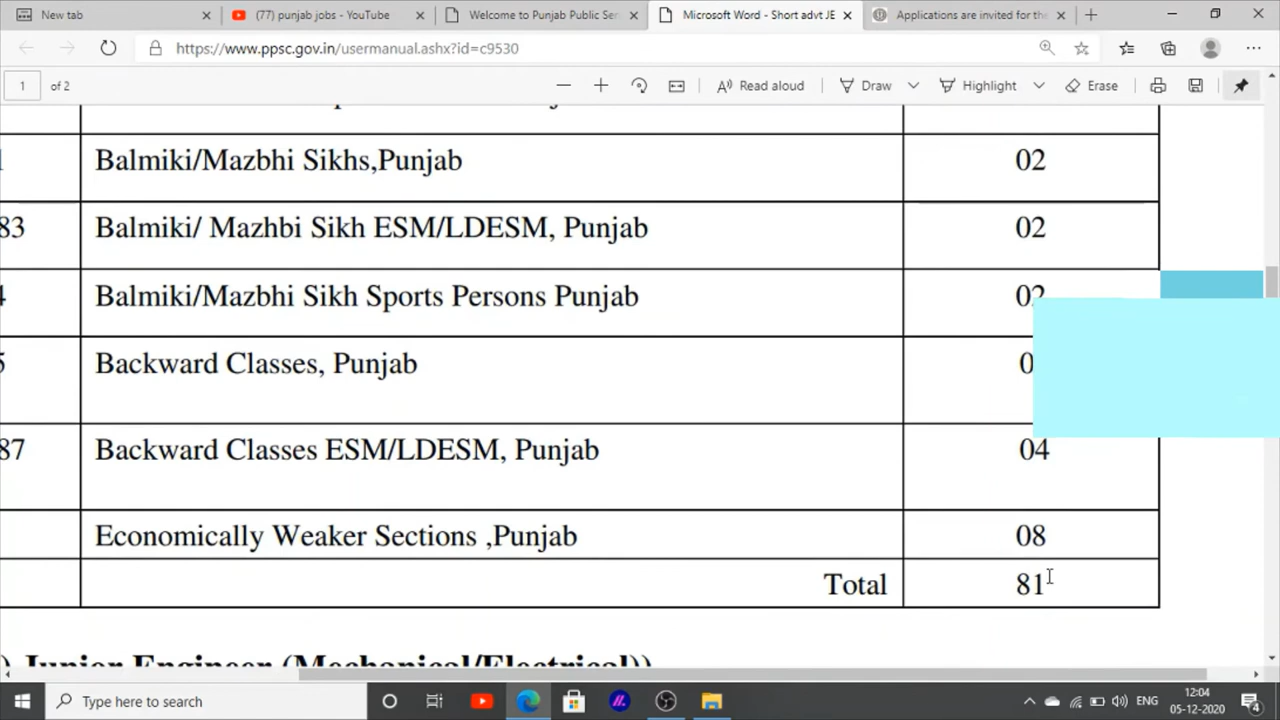 New tab
(77) punjab jobs - YouTube
Welcome to Punjab Public Ser
Microsoft Word - Short advt JE
Applications are invited for the
https://www.ppsc.gov.in/usermanual.ashx?id=c9530
1 of 2
Read aloud
Draw
Highlight
Erase
Balmiki/Mazbhi Sikhs,Punjab 02
83 Balmiki/ Mazhbi Sikh ESM/LDESM, Punjab 02
4 Balmiki/Mazbhi Sikh Sports Persons Punjab 02
5 Backward Classes, Punjab 0
87 Backward Classes ESM/LDESM, Punjab 04
Economically Weaker Sections ,Punjab 08
Total 81
) Junior Engineer (Mechanical/Electrical))
Type here to search
ENG
12:04
05-12-2020
4